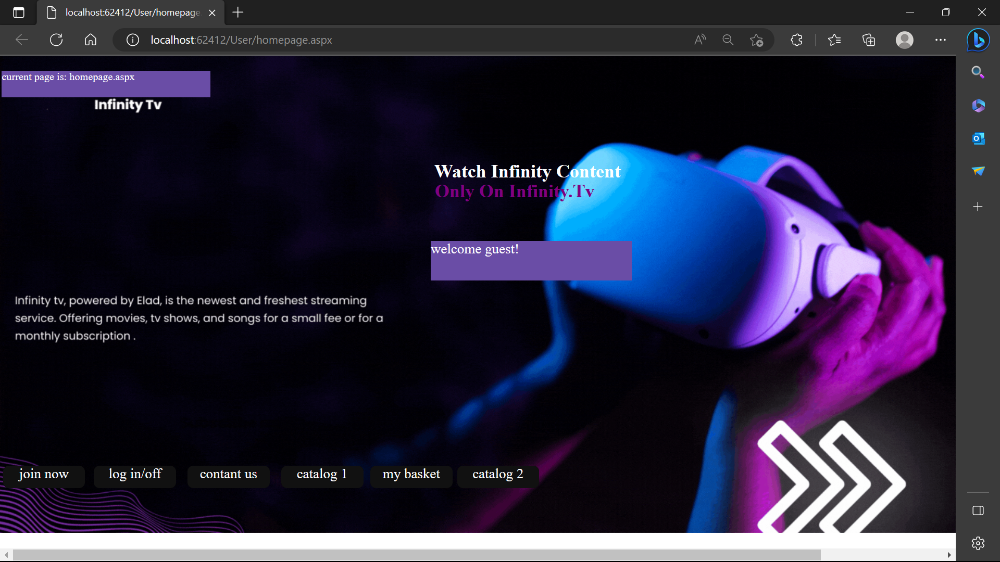 localhost:62412/User/homepage
localhost:62412/User/homepage.aspx
current page is: homepage.aspx
Infinity Tv
Watch Infinity Content
Only On Infinity.Tv
welcome guest!
Infinity tv, powered by Elad, is the newest and freshest streaming
service. Offering movies, tv shows, and songs for a small fee or for a
monthly subscription .
join now
log in/off
contant us
catalog 1
my basket
catalog 2